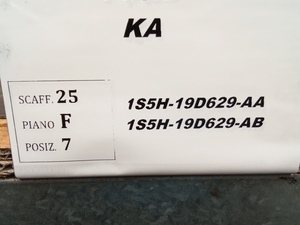 KA
SCAFF. 25
PIANO F
POSIZ. 7
1S5H-19D629-AA
1S5H-19D629-AB